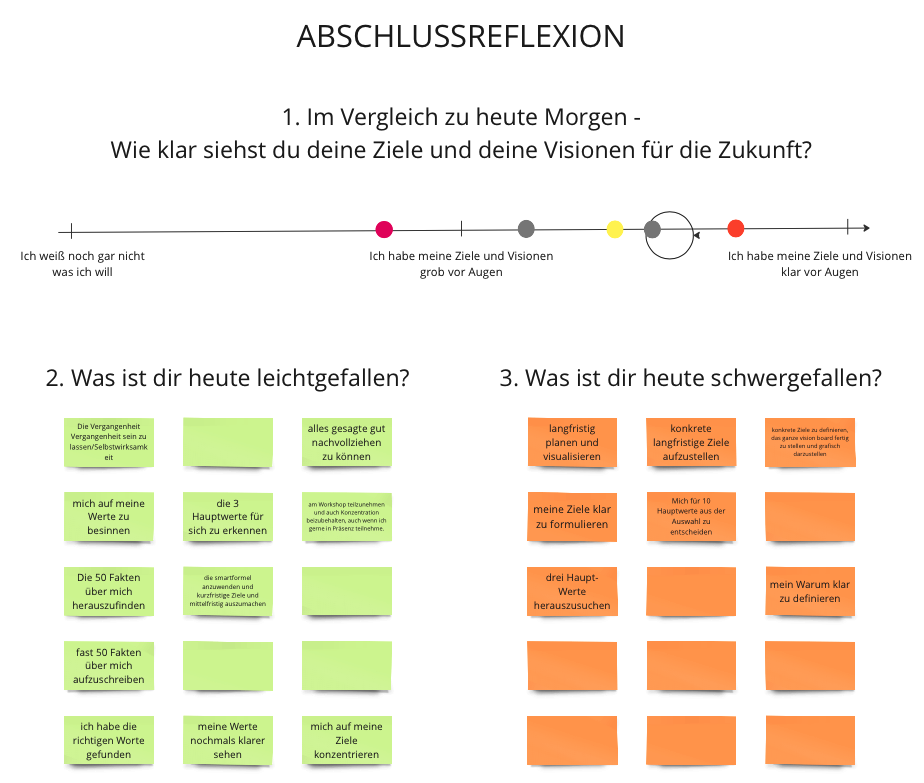 ABSCHLUSSREFLEXION
1. Im Vergleich zu heute Morgen -
Wie klar siehst du deine Ziele und deine Visionen für die Zukunft?
Ich weiß noch gar nicht
was ich will
Ich habe meine Ziele und Visionen
grob vor Augen
Ich habe meine Ziele und Visionen
klar vor Augen
2. Was ist dir heute leichtgefallen?
Die Vergangenheit
Vergangenheit sein zu
lassen/Selbstwirksamk
eit
alles gesagte gut
nachvollziehen
zu können
mich auf meine
Werte zu
besinnen
die 3
Hauptwerte für
sich zu erkennen
am Workshop teilzunehmen
und auch Konzentration
beizubehalten, auch wenn ich
gerne in Präsenz teilnehme.
Die 50 Fakten
über mich
herauszufinden
die smartformel
anzuwenden und
kurzfristige Ziele und
mittelfristig auszumachen
fast 50 Fakten
über mich
aufzuschreiben
ich habe die
richtigen Worte
gefunden
meine Werte
nochmals klarer
sehen
mich auf meine
Ziele
konzentrieren
3. Was ist dir heute schwergefallen?
langfristig
planen und
visualisieren
konkrete
langfristige Ziele
aufzustellen
konkrete Ziele zu definieren,
das ganze vision board fertig
zu stellen und grafisch
darzustellen
meine Ziele klar
zu formulieren
Mich für 10
Hauptwerte aus der
Auswahl zu
entscheiden
drei Haupt-
Werte
herauszusuchen
mein Warum klar
zu definieren